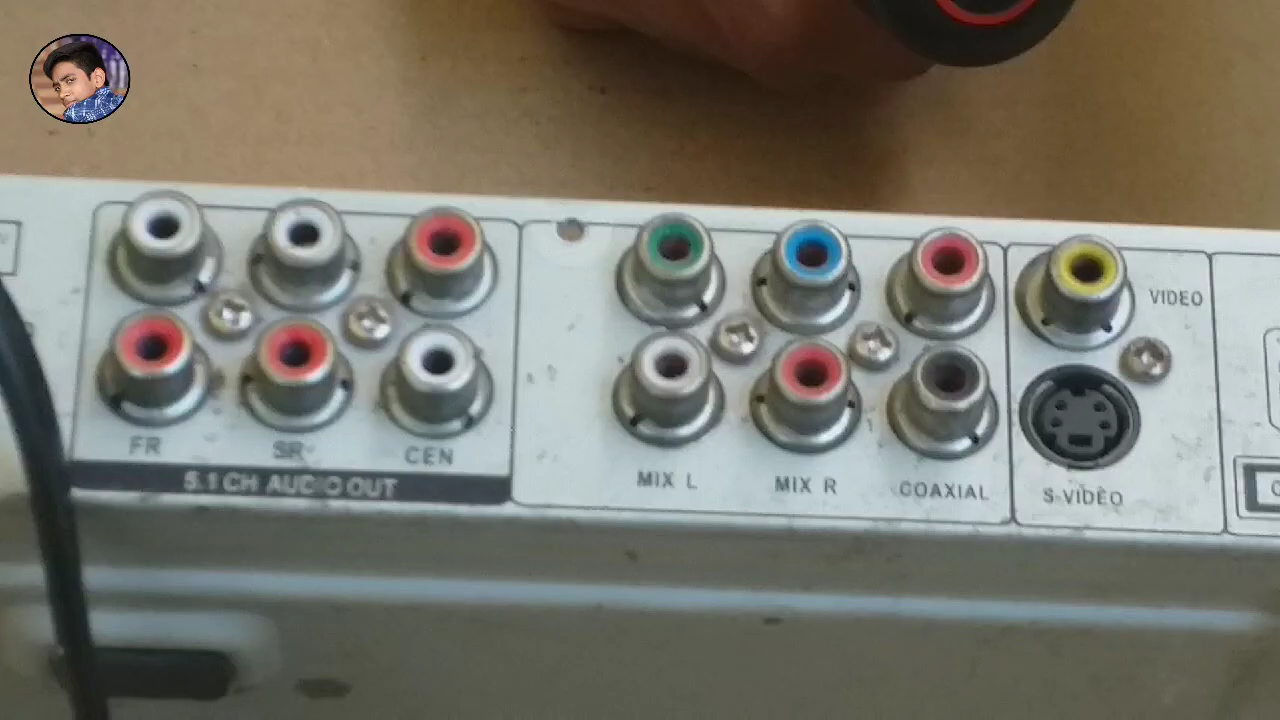 VIDEO
FR SR CEN
5.1 CH AUDIO OUT
MIX L MIX R COAXIAL
S-VIDEO